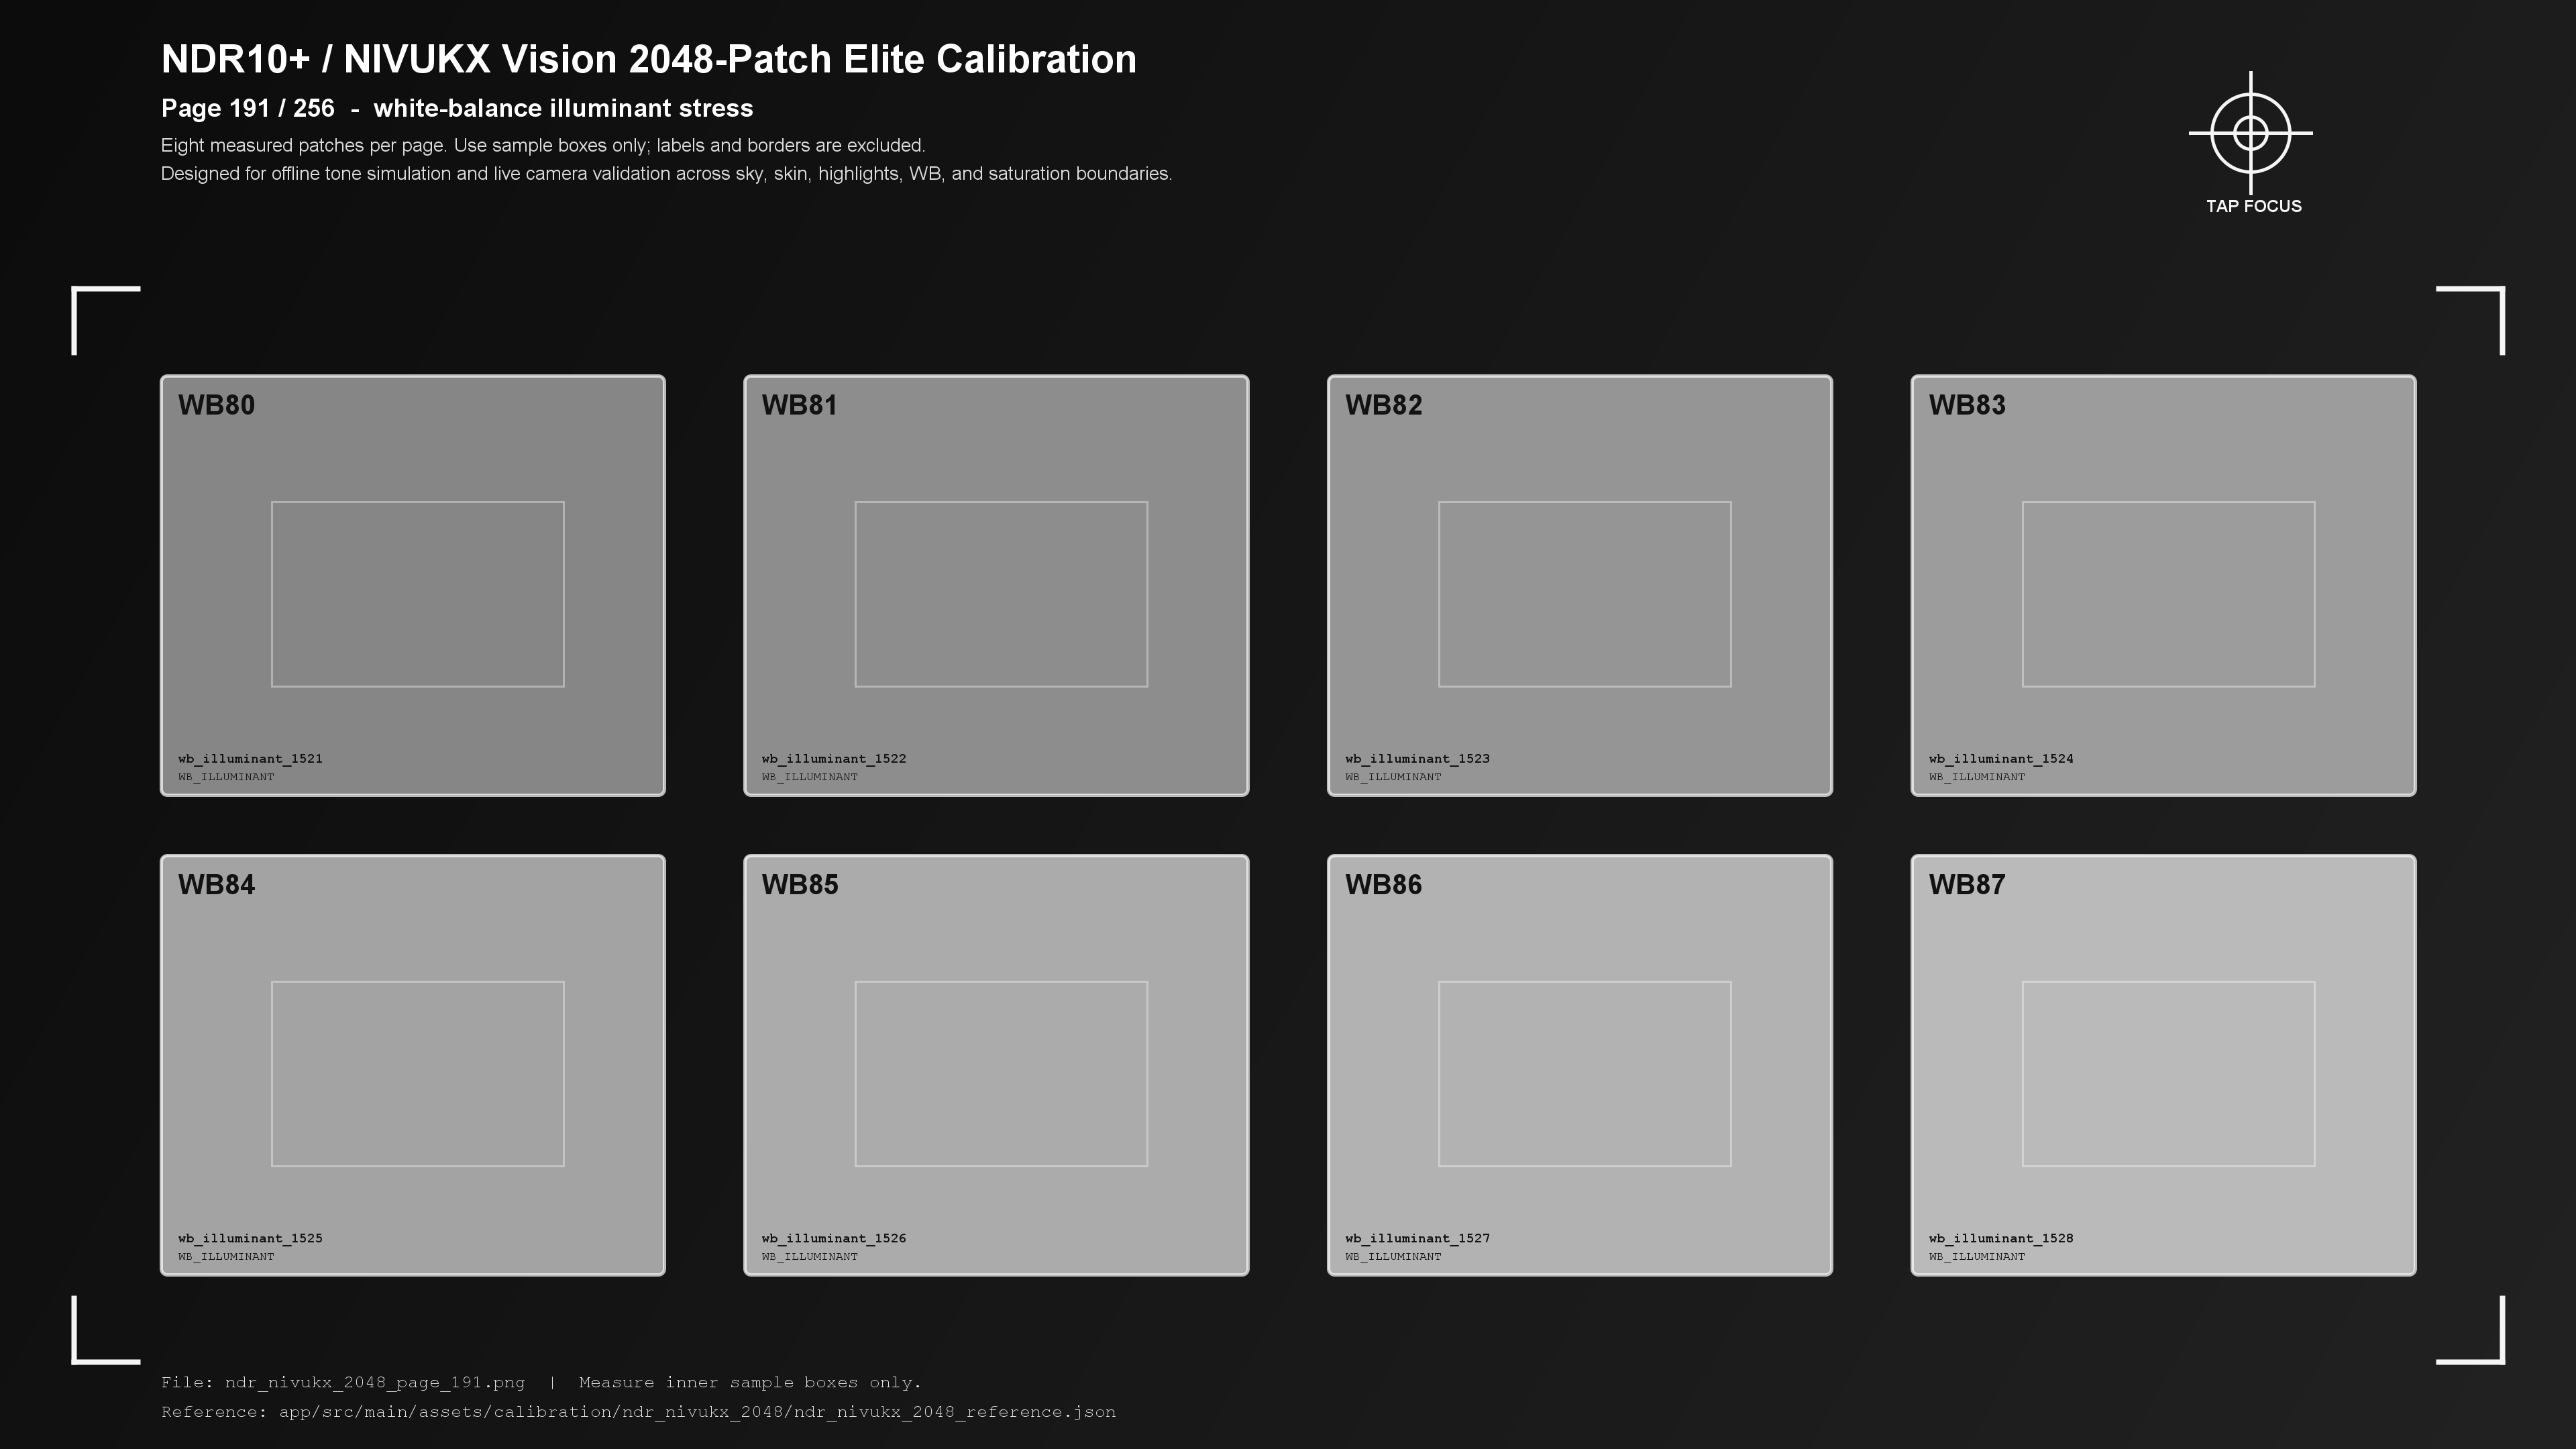 NDR10+ / NIVUKX Vision 2048-Patch Elite Calibration
Page 191 / 256 - white-balance illuminant stress
Eight measured patches per page. Use sample boxes only; labels and borders are excluded.
Designed for offline tone simulation and live camera validation across sky, skin, highlights, WB, and saturation boundaries.
TAP FOCUS
WB80
wb_illuminant_1521
WB_ILLUMINANT
WB81
wb_illuminant_1522
WB_ILLUMINANT
WB82
wb_illuminant_1523
WB_ILLUMINANT
WB83
wb_illuminant_1524
WB_ILLUMINANT
WB84
wb_illuminant_1525
WB_ILLUMINANT
WB85
wb_illuminant_1526
WB_ILLUMINANT
WB86
wb_illuminant_1527
WB_ILLUMINANT
WB87
wb_illuminant_1528
WB_ILLUMINANT
File: ndr_nivukx_2048_page_191.png | Measure inner sample boxes only.
Reference: app/src/main/assets/calibration/ndr_nivukx_2048/ndr_nivukx_2048_reference.json